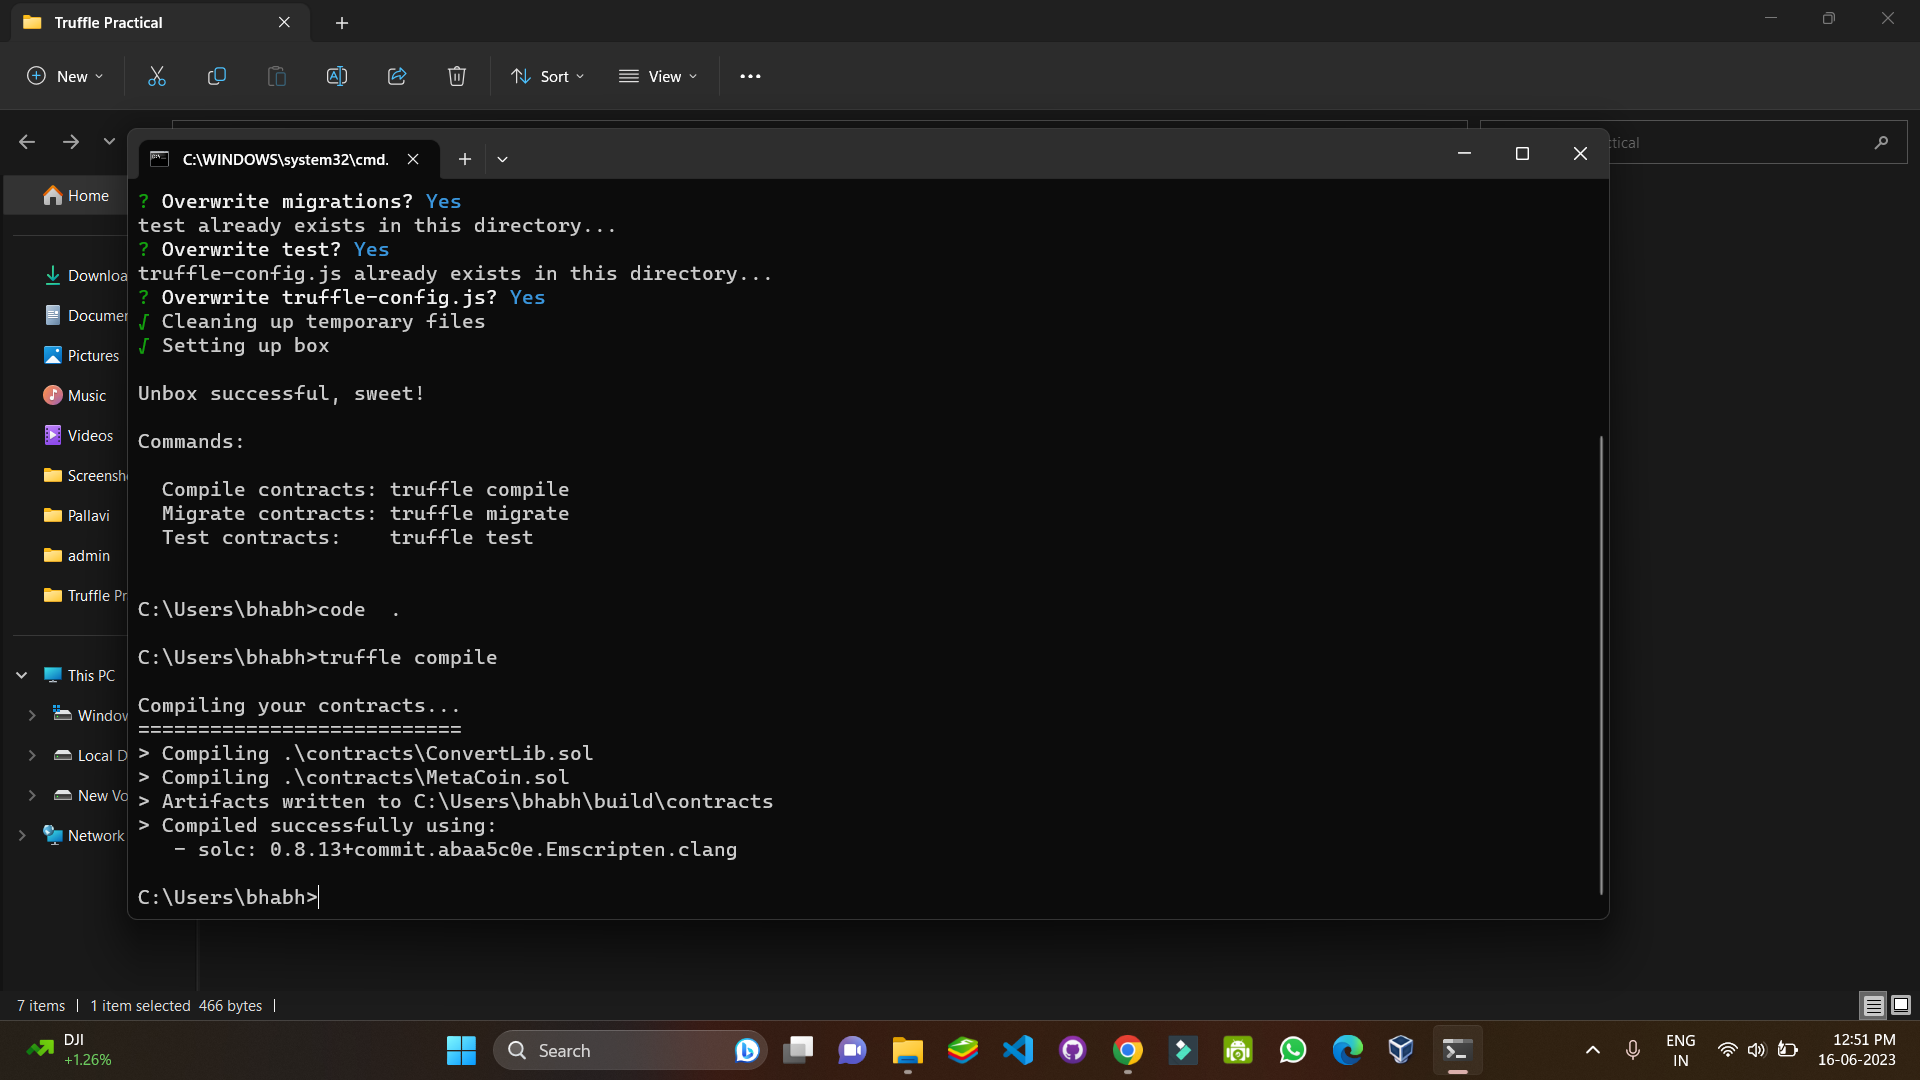 Truffle Practical
New
Sort
View
C:\WINDOWS\system32\cmd.
tical
Home
Downloa
Documen
Pictures
Music
Videos
Screensh
Pallavi
admin
Truffle Pr
This PC
Window
Local D
New Vo
Network
? Overwrite migrations? Yes
test already exists in this directory...
? Overwrite test? Yes
truffle-config.js already exists in this directory...
? Overwrite truffle-config.js? Yes
√ Cleaning up temporary files
√ Setting up box
Unbox successful, sweet!
Commands:
Compile contracts: truffle compile
Migrate contracts: truffle migrate
Test contracts:    truffle test
C:\Users\bhabh>code  .
C:\Users\bhabh>truffle compile
Compiling your contracts...
===========================
> Compiling .\contracts\ConvertLib.sol
> Compiling .\contracts\MetaCoin.sol
> Artifacts written to C:\Users\bhabh\build\contracts
> Compiled successfully using:
- solc: 0.8.13+commit.abaa5c0e.Emscripten.clang
C:\Users\bhabh>
7 items | 1 item selected 466 bytes |
DJI
+1.26%
Search
ENG
IN
12:51 PM
16-06-2023